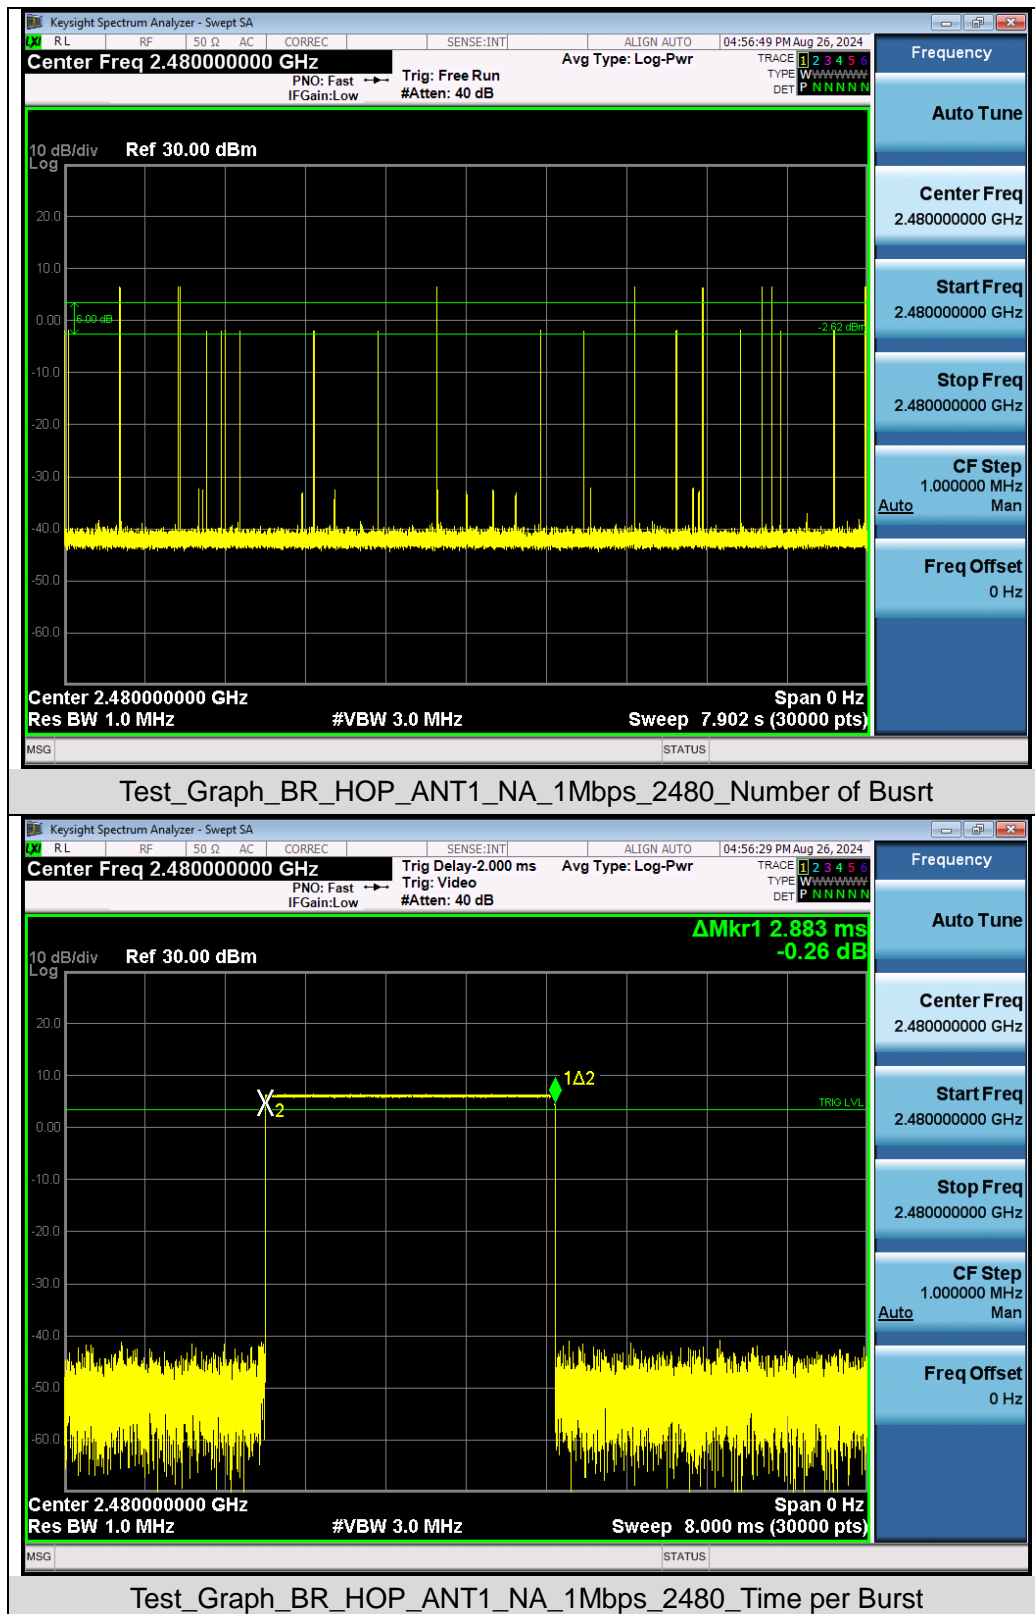 Keysight Spectrum Analyzer - Swept SA
LXI RL RF 50 Ω AC CORREC SENSE:INT ALIGN AUTO 04:56:49 PM Aug 26, 2024
Center Freq 2.480000000 GHz
PNO: Fast
IFGain:Low
Trig: Free Run
#Atten: 40 dB
Avg Type: Log-Pwr
TRACE 1 2 3 4 5 6
TYPE W W W W W W
DET P N N N N N
10 dB/div
Log
Ref 30.00 dBm
20.0
10.0
0.00
6.00 dB
-2.62 dBm
-10.0
-20.0
-30.0
-40.0
-50.0
-60.0
Center 2.480000000 GHz
Span 0 Hz
Res BW 1.0 MHz
#VBW 3.0 MHz
Sweep 7.902 s (30000 pts)
MSG
STATUS
Frequency
Auto Tune
Center Freq
2.480000000 GHz
Start Freq
2.480000000 GHz
Stop Freq
2.480000000 GHz
CF Step
1.000000 MHz
Auto Man
Freq Offset
0 Hz
Test_Graph_BR_HOP_ANT1_NA_1Mbps_2480_Number of Busrt
Keysight Spectrum Analyzer - Swept SA
LXI RL RF 50 Ω AC CORREC SENSE:INT ALIGN AUTO 04:56:29 PM Aug 26, 2024
Center Freq 2.480000000 GHz
PNO: Fast
IFGain:Low
Trig Delay-2.000 ms
Trig: Video
#Atten: 40 dB
Avg Type: Log-Pwr
TRACE 1 2 3 4 5 6
TYPE W W W W W W
DET P N N N N N
ΔMkr1 2.883 ms
-0.26 dB
10 dB/div
Log
Ref 30.00 dBm
20.0
10.0
1Δ2
X2
TRIG LVL
0.00
-10.0
-20.0
-30.0
-40.0
-50.0
-60.0
Center 2.480000000 GHz
Span 0 Hz
Res BW 1.0 MHz
#VBW 3.0 MHz
Sweep 8.000 ms (30000 pts)
MSG
STATUS
Frequency
Auto Tune
Center Freq
2.480000000 GHz
Start Freq
2.480000000 GHz
Stop Freq
2.480000000 GHz
CF Step
1.000000 MHz
Auto Man
Freq Offset
0 Hz
Test_Graph_BR_HOP_ANT1_NA_1Mbps_2480_Time per Burst